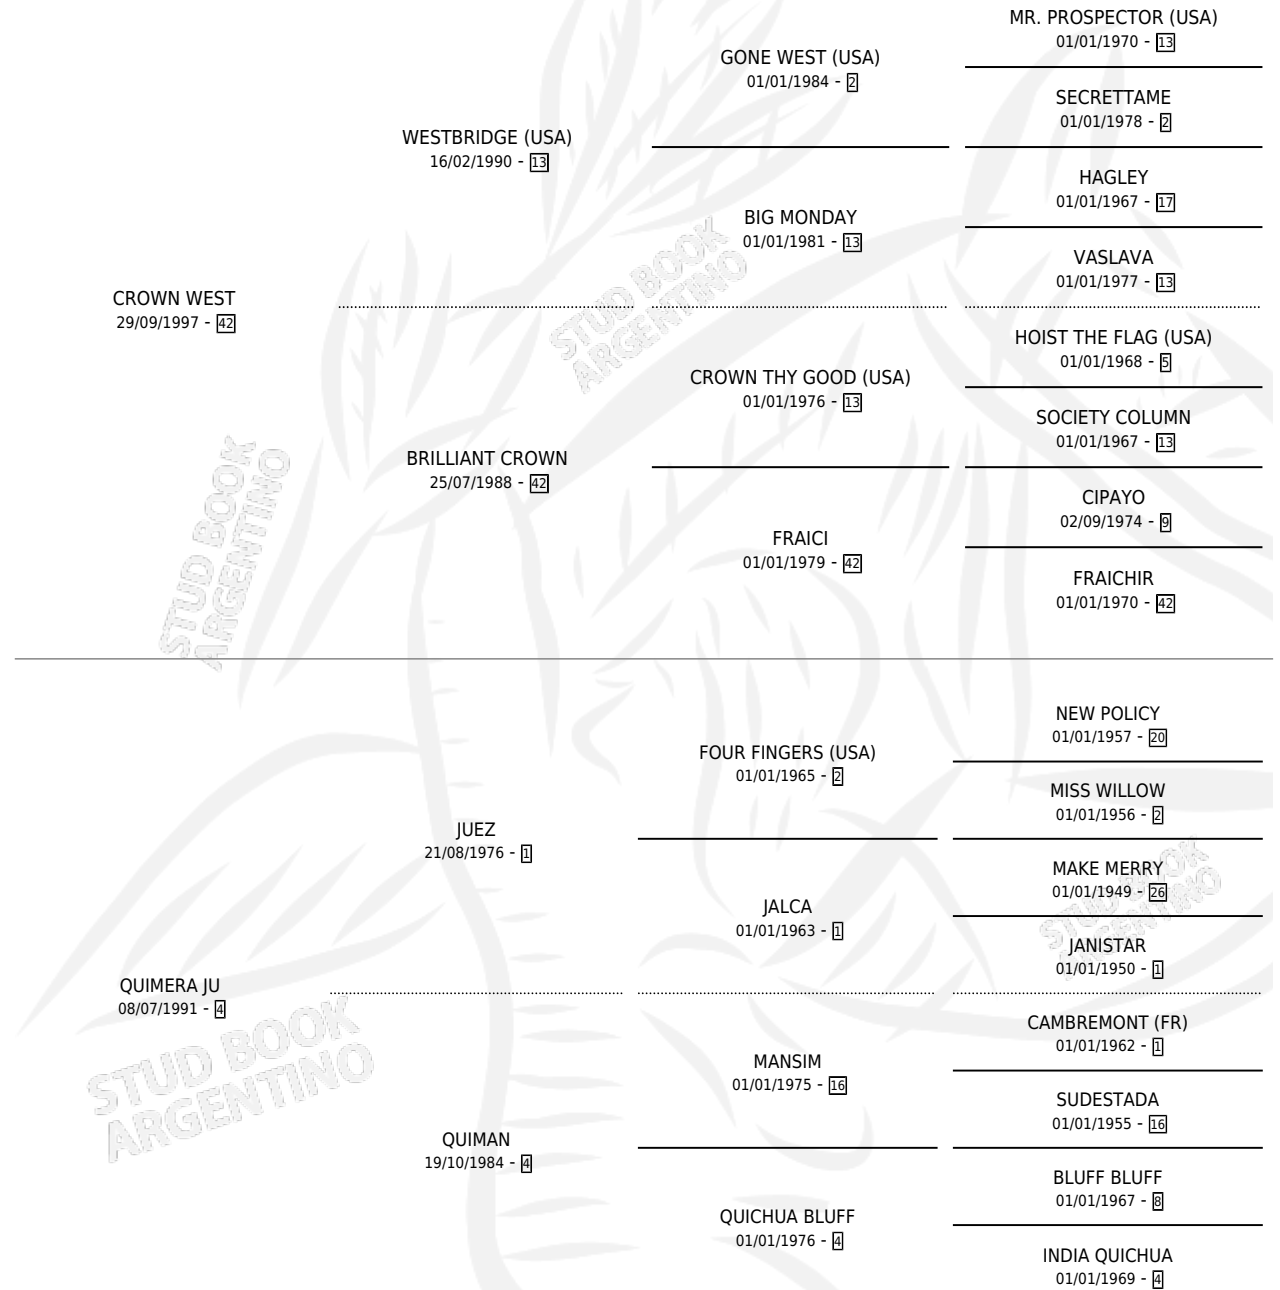 MR. PROSPECTOR (USA)
01/01/1970 - 13
GONE WEST (USA)
01/01/1984 - 2
SECRETTAME
01/01/1978 - 2
WESTBRIDGE (USA)
16/02/1990 - 13
HAGLEY
01/01/1967 - 17
BIG MONDAY
01/01/1981 - 13
VASLAVA
01/01/1977 - 13
CROWN WEST
29/09/1997 - 42
STUD BOOK
ARGENTINO
HOIST THE FLAG (USA)
01/01/1968 - 5
CROWN THY GOOD (USA)
01/01/1976 - 13
SOCIETY COLUMN
01/01/1967 - 13
BRILLIANT CROWN
25/07/1988 - 42
CIPAYO
02/09/1974 - 9
FRAICI
01/01/1979 - 42
FRAICHIR
01/01/1970 - 42
STUD BOOK
ARGENTINO
NEW POLICY
01/01/1957 - 20
FOUR FINGERS (USA)
01/01/1965 - 2
MISS WILLOW
01/01/1956 - 2
JUEZ
21/08/1976 - 1
MAKE MERRY
01/01/1949 - 26
JALCA
01/01/1963 - 1
STUD BOOK
ARGENTINO
JANISTAR
01/01/1950 - 1
QUIMERA JU
08/07/1991 - 4
STUD BOOK
ARGENTINO
CAMBREMONT (FR)
01/01/1962 - 1
MANSIM
01/01/1975 - 16
SUDESTADA
01/01/1955 - 16
QUIMAN
19/10/1984 - 4
BLUFF BLUFF
01/01/1967 - 8
QUICHUA BLUFF
01/01/1976 - 4
INDIA QUICHUA
01/01/1969 - 4